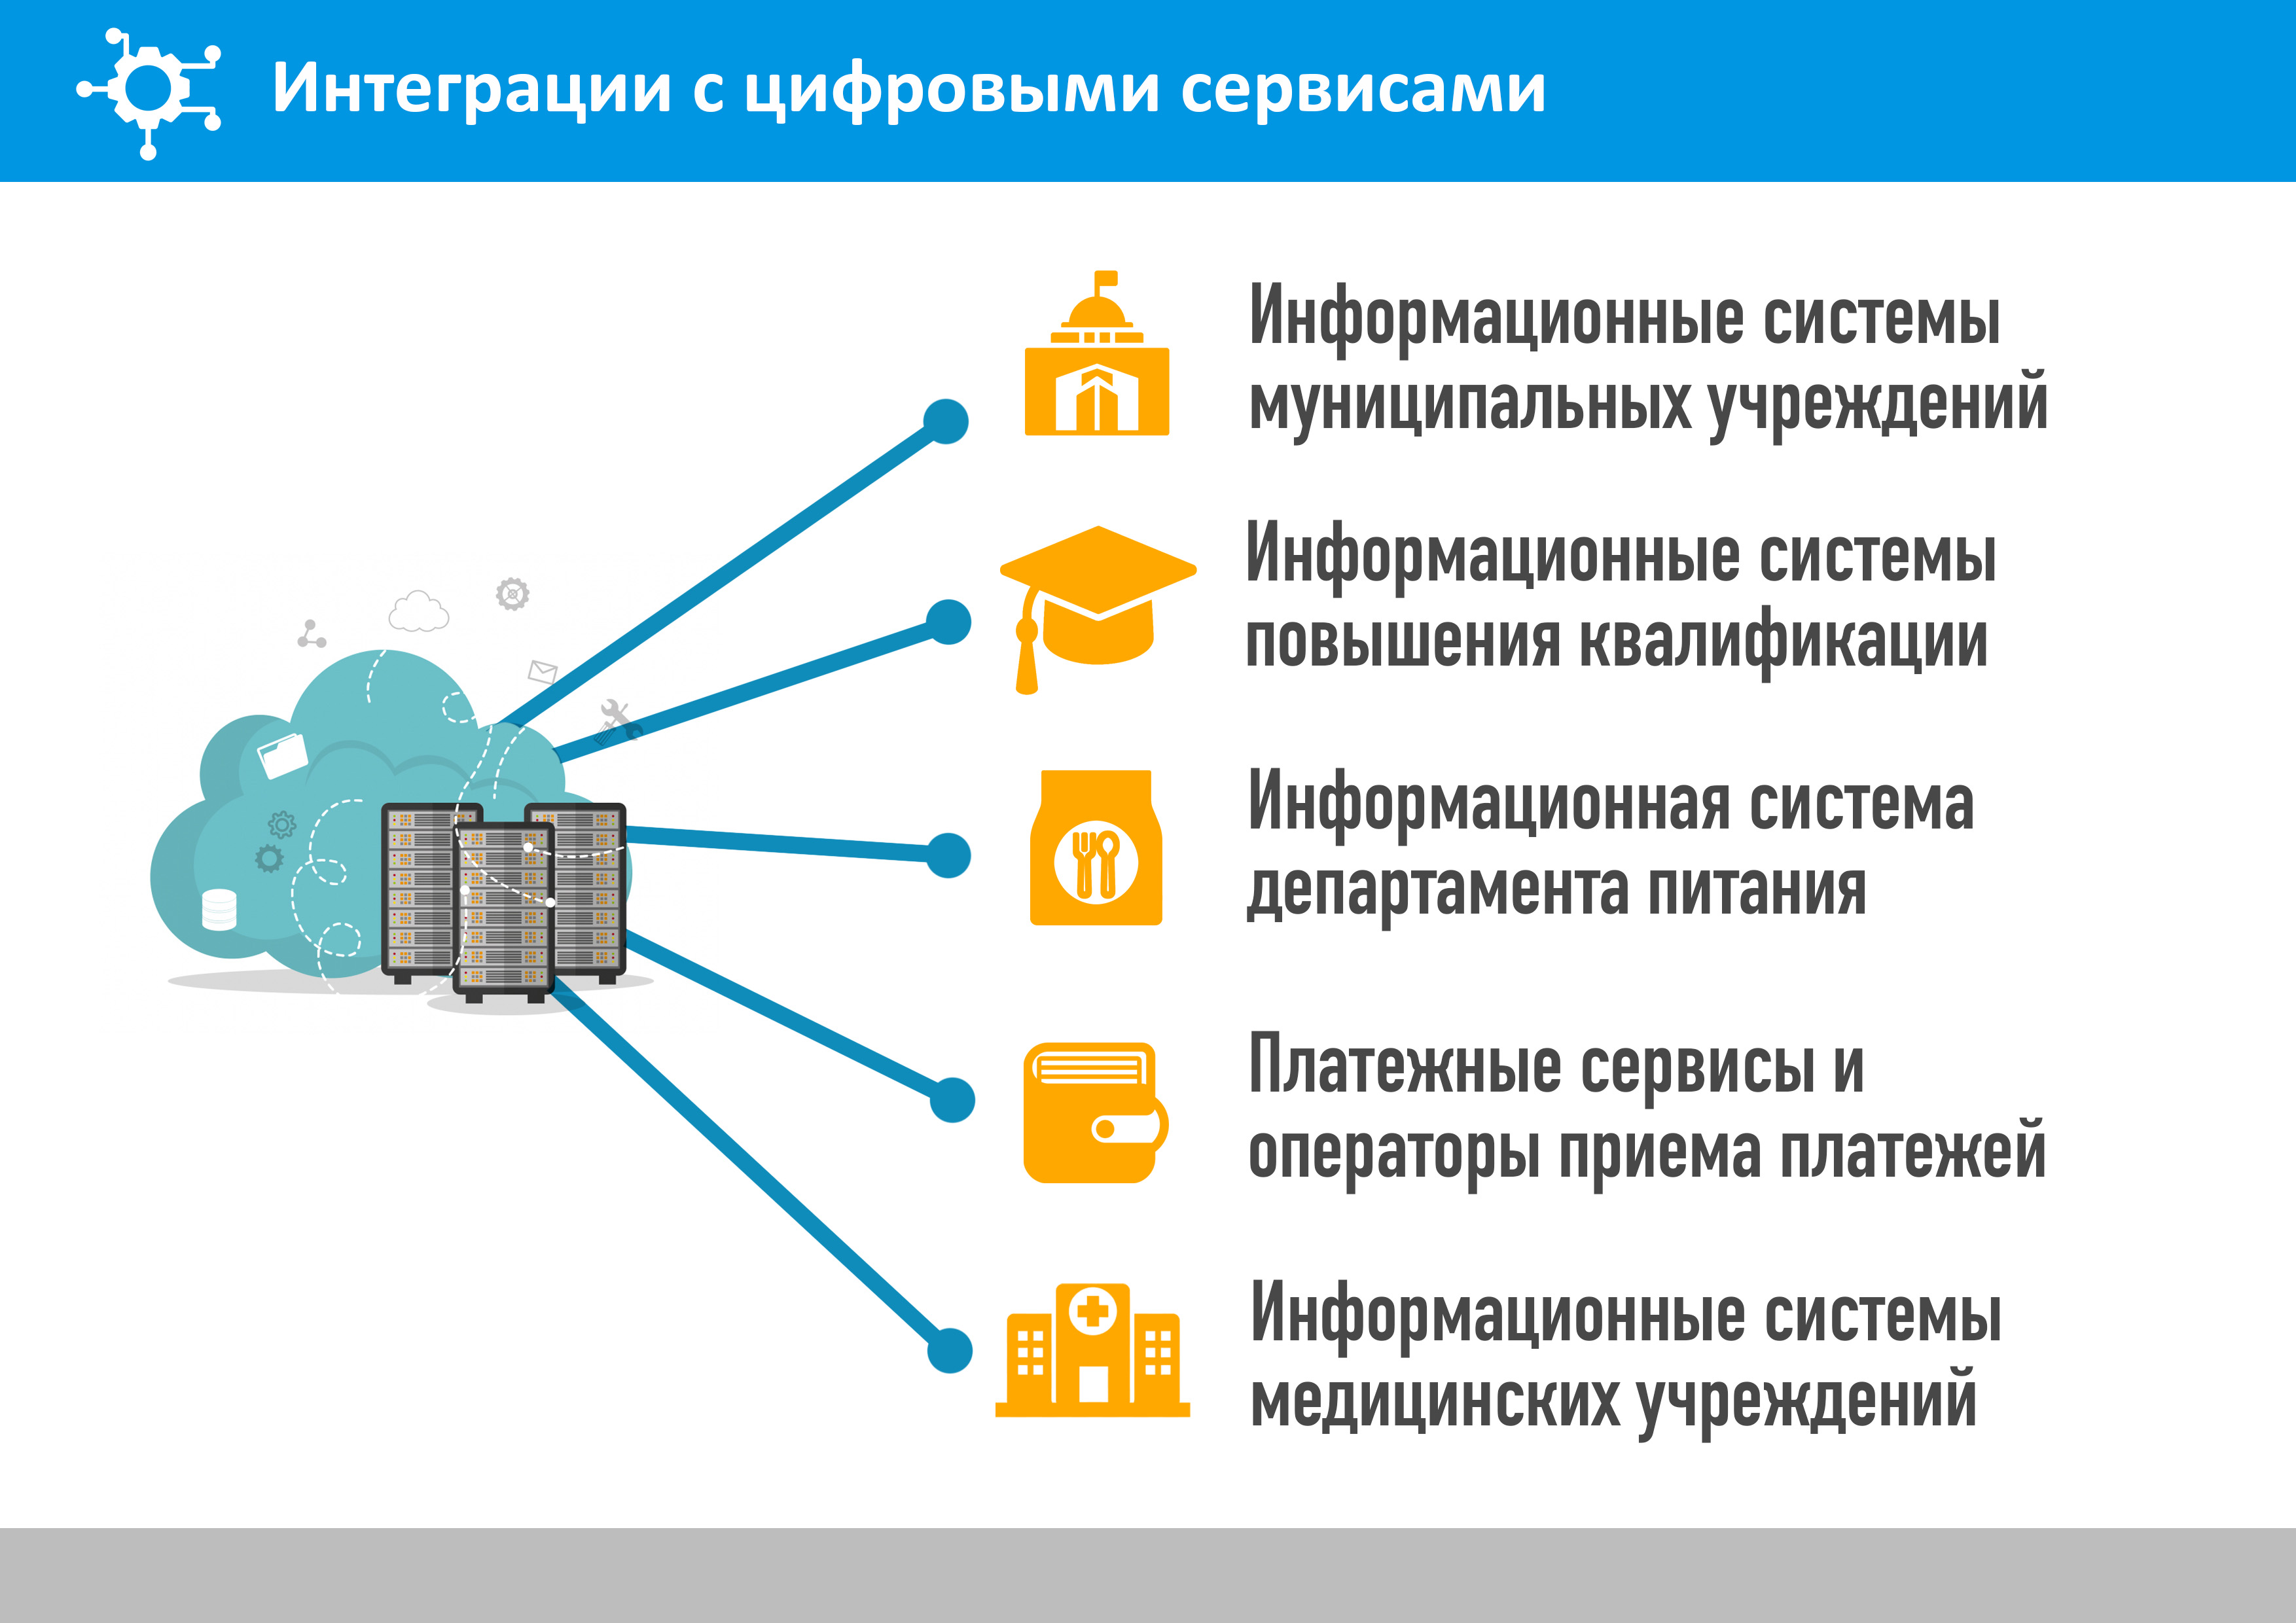 Интеграции с цифровыми сервисами
Информационные системы
муниципальных учреждений
Информационные системы
повышения квалификации
Информационная система
департамента питания
Платежные сервисы и
операторы приема платежей
Информационные системы
медицинских учреждений